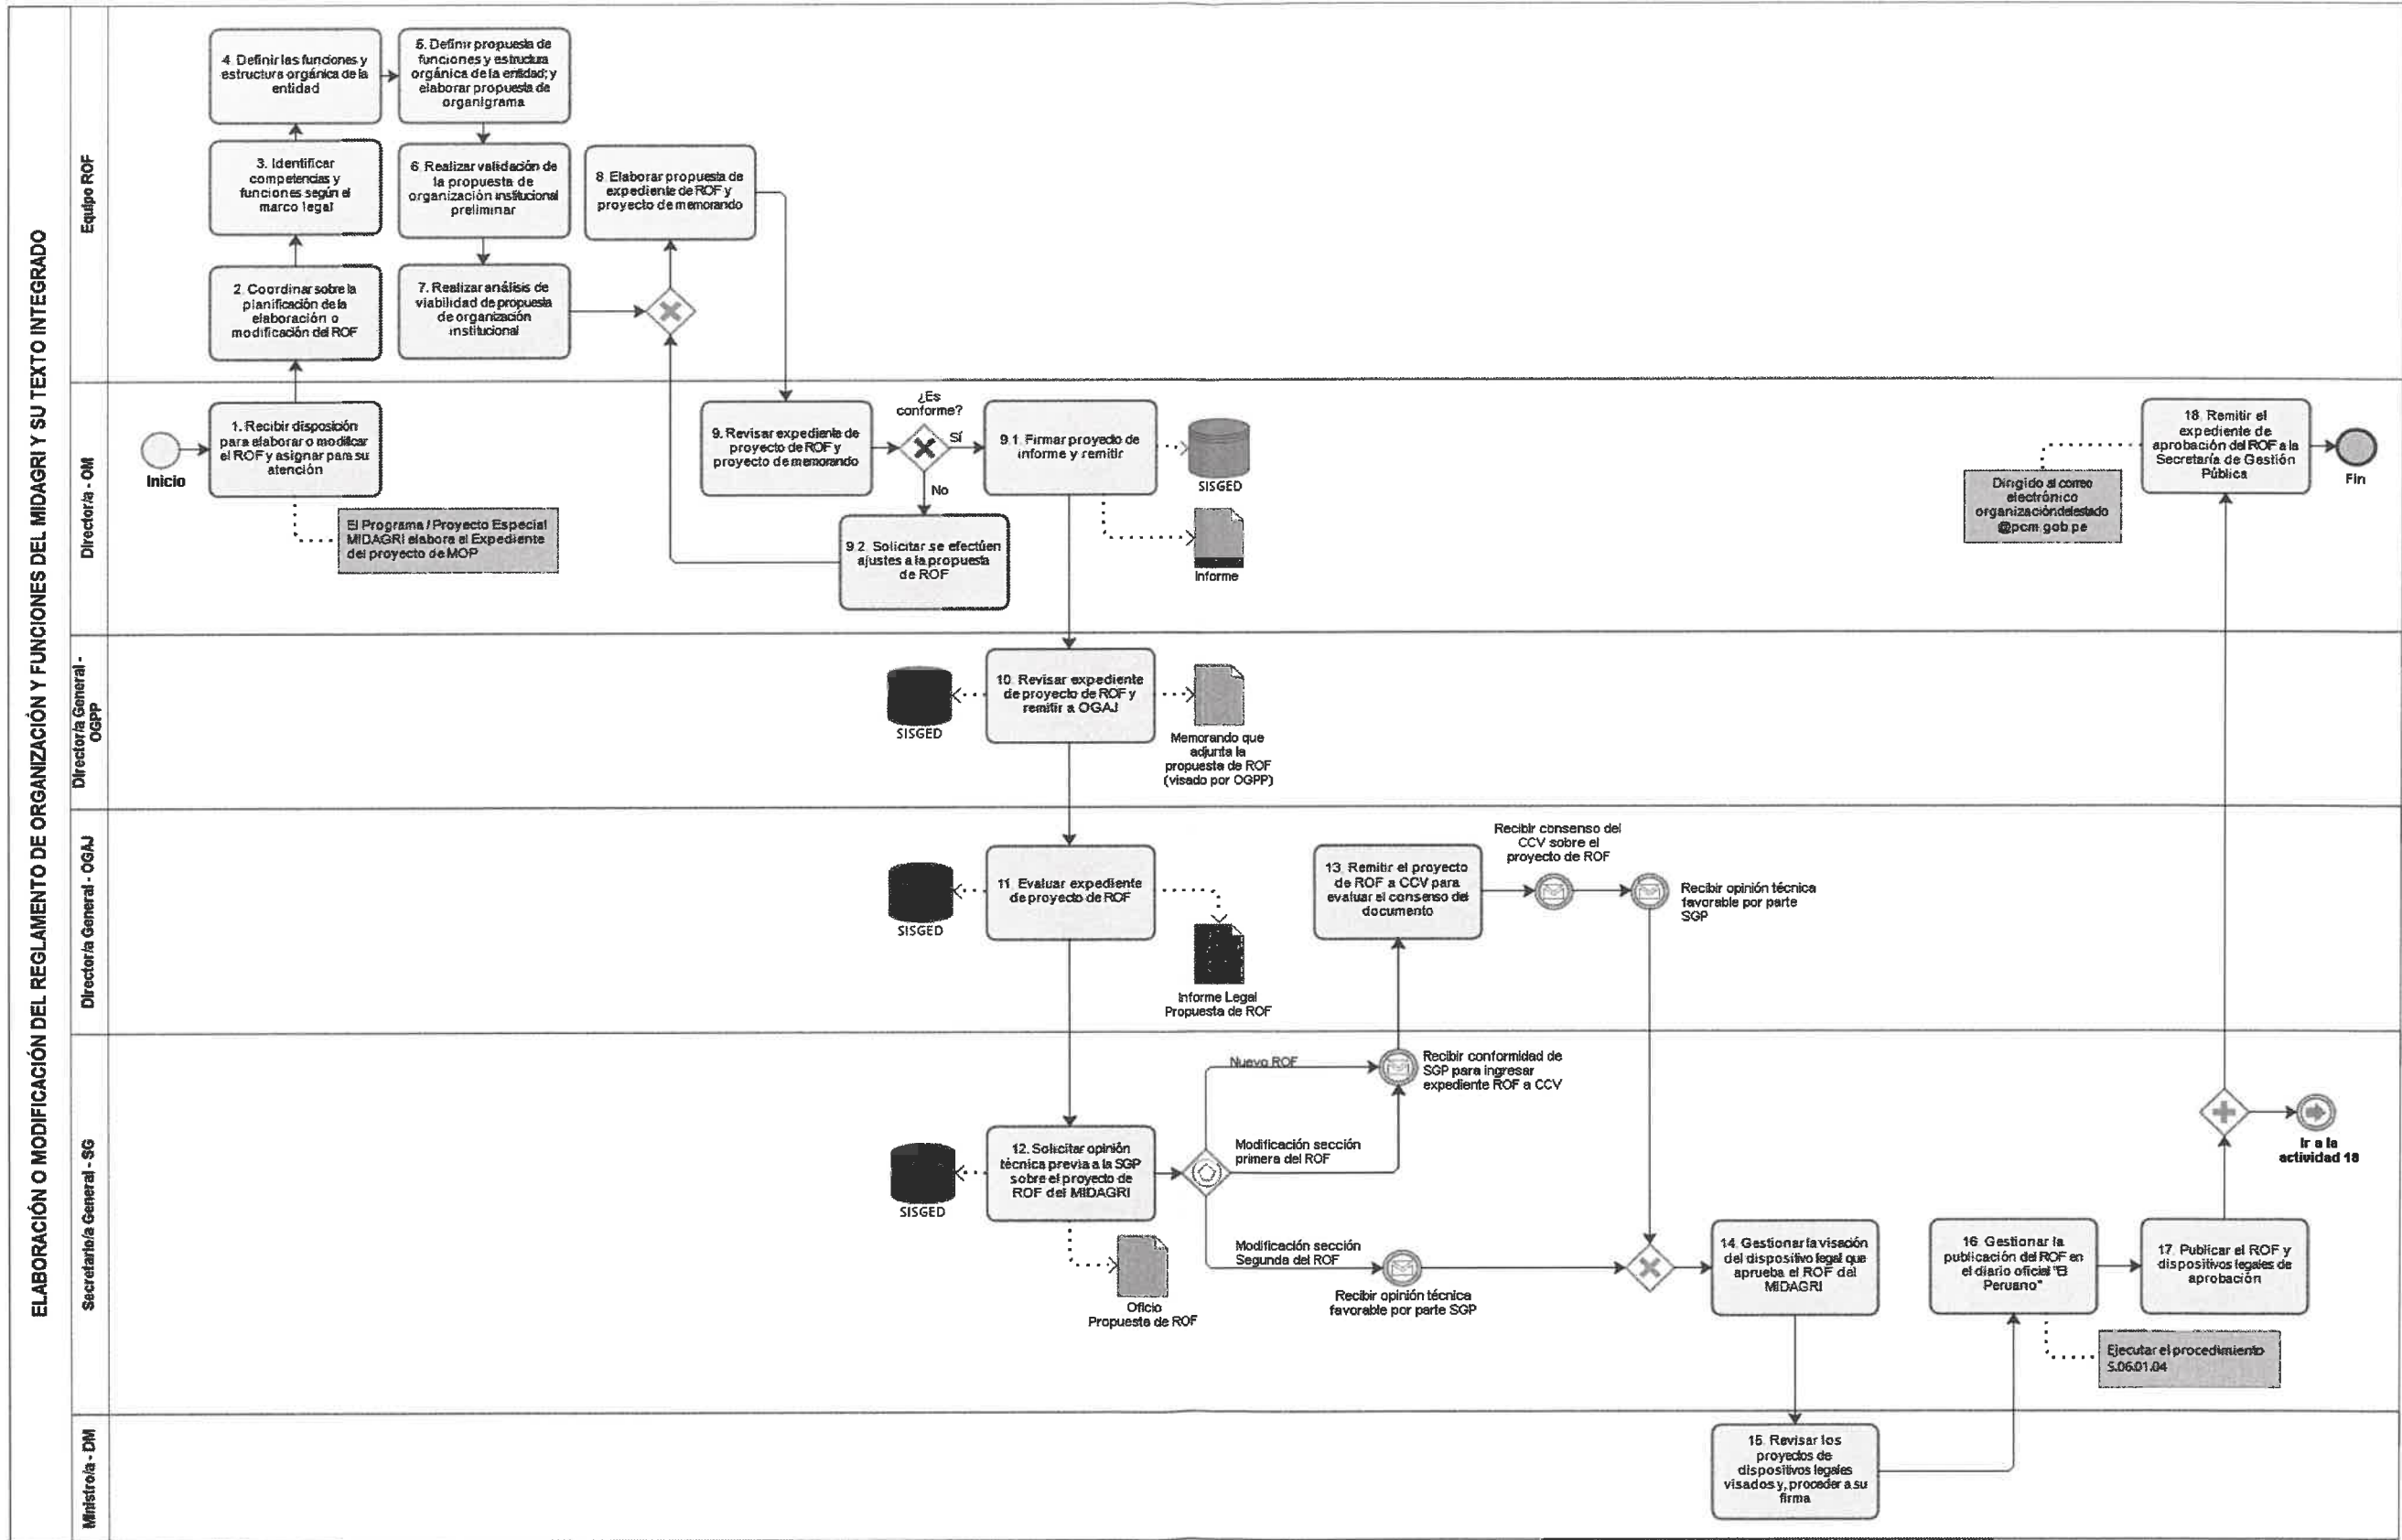 ELABORACIÓN O MODIFICACIÓN DEL REGLAMENTO DE ORGANIZACIÓN Y FUNCIONES DEL MIDAGRI Y SU TEXTO INTEGRADO
Equipo ROF
4. Definir las funciones y
estructura orgánica de la
entidad
5. Definir propuesta de
funciones y estructura
orgánica de la entidad; y
elaborar propuesta de
organigrama
3. Identificar
competencias y
funciones según el
marco legal
6. Realizar validación de
la propuesta de
organización institucional
preliminar
8. Elaborar propuesta de
expediente de ROF y
proyecto de memorando
2. Coordinar sobre la
planificación de la
elaboración o
modificación del ROF
7. Realizar análisis de
viabilidad de propuesta
de organización
institucional
Director/a - OM
Inicio
1. Recibir disposición
para elaborar o modificar
el ROF y asignar para su
atención
El Programa / Proyecto Especial
MIDAGRI elabora el Expediente
del proyecto de MOP
9. Revisar expediente de
proyecto de ROF y
proyecto de memorando
¿Es
conforme?
Sí
No
9.1. Firmar proyecto de
informe y remitir
SISGED
Informe
9.2. Solicitar se efectúen
ajustes a la propuesta
de ROF
18. Remitir el
expediente de
aprobación del ROF a la
Secretaría de Gestión
Pública
Fin
Dirigido al correo
electrónico
organizacióndelestado
@pcm.gob.pe
Director/a General -
OGPP
SISGED
10. Revisar expediente
de proyecto de ROF y
remitir a OGAJ
Memorando que
adjunta la
propuesta de ROF
(visado por OGPP)
Director/a General - OGAJ
SISGED
11. Evaluar expediente
de proyecto de ROF
Informe Legal
Propuesta de ROF
13. Remitir el proyecto
de ROF a CCV para
evaluar el consenso del
documento
Recibir consenso del
CCV sobre el
proyecto de ROF
Recibir opinión técnica
favorable por parte
SGP
Secretario/a General - SG
SISGED
12. Solicitar opinión
técnica previa a la SGP
sobre el proyecto de
ROF del MIDAGRI
Oficio
Propuesta de ROF
Nuevo ROF
Recibir conformidad de
SGP para ingresar
expediente ROF a CCV
Modificación sección
primera del ROF
Modificación sección
Segunda del ROF
Recibir opinión técnica
favorable por parte SGP
14. Gestionar la visación
del dispositivo legal que
aprueba el ROF del
MIDAGRI
16. Gestionar la
publicación del ROF en
el diario oficial "El
Peruano"
17. Publicar el ROF y
dispositivos legales de
aprobación
Ir a la
actividad 18
Ejecutar el procedimiento
S.06.01.04
Ministro/a - DM
15. Revisar los
proyectos de
dispositivos legales
visados y, proceder a su
firma